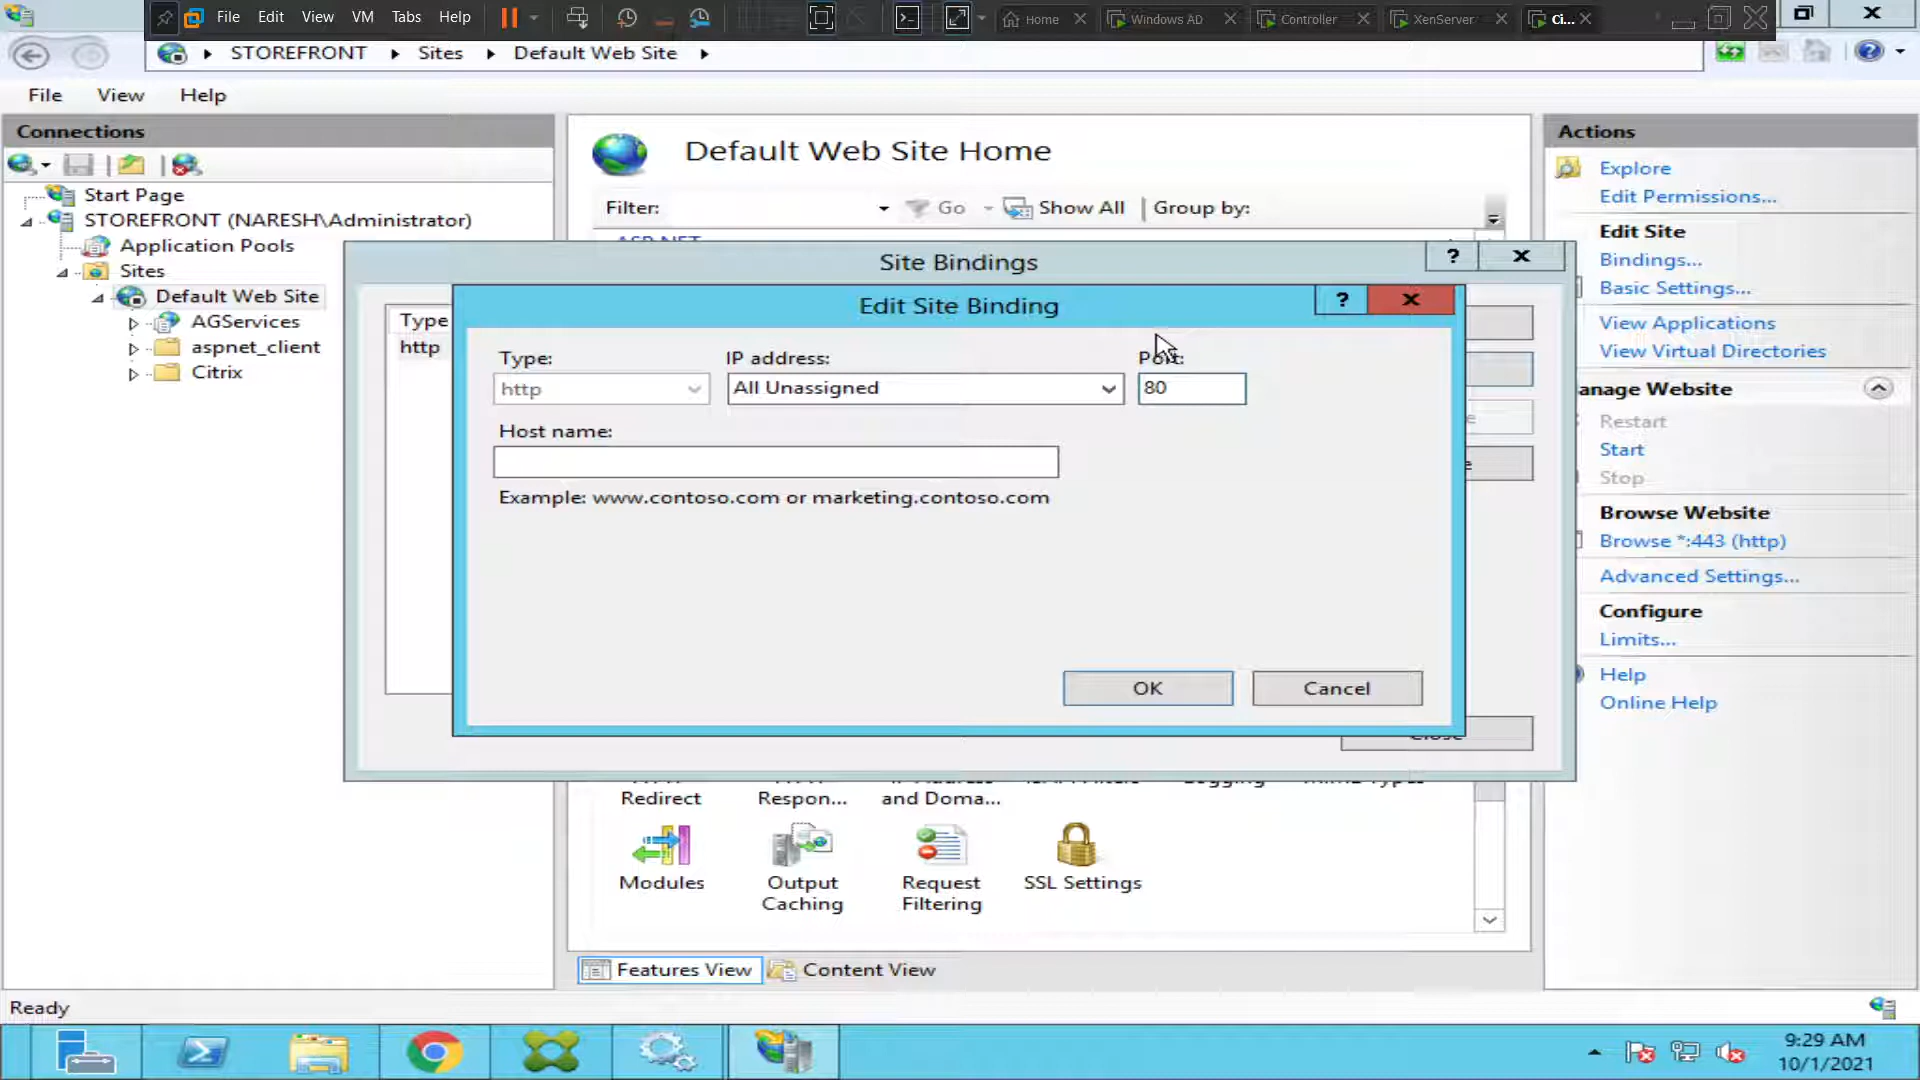 File Edit View VM Tabs Help Home Windows AD Controller XenServer Ci...
STOREFRONT Sites Default Web Site
File View Help
Connections
Start Page
STOREFRONT (NARESH\Administrator)
Application Pools
Sites
Default Web Site
AGServices
aspnet_client
Citrix
Default Web Site Home
Filter: Go Show All Group by:
ASP.NET
Site Bindings
Type
http
Edit Site Binding
Type: IP address: Port:
http All Unassigned 80
Host name:
Example: www.contoso.com or marketing.contoso.com
OK Cancel
Close
Redirect Respon... and Doma...
Logging
Modules Output Caching Request Filtering SSL Settings
Features View Content View
Actions
Explore
Edit Permissions...
Edit Site
Bindings...
Basic Settings...
View Applications
View Virtual Directories
anage Website
Restart
Start
Stop
Browse Website
Browse *:443 (http)
Advanced Settings...
Configure
Limits...
Help
Online Help
Ready
9:29 AM
10/1/2021